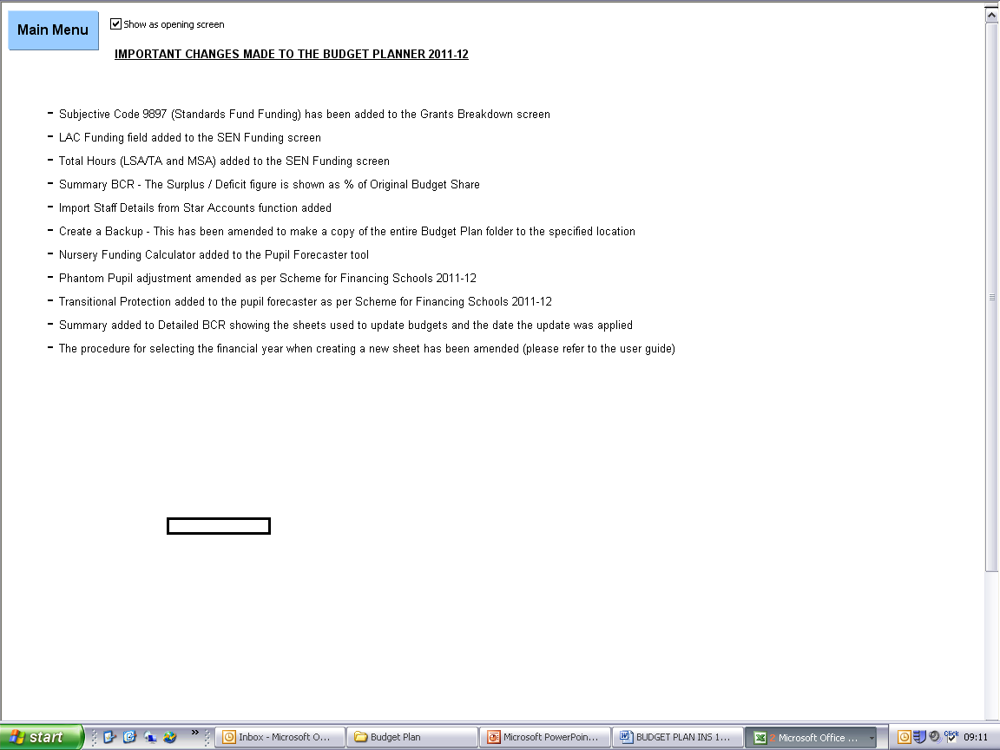 Main Menu
Show as opening screen
IMPORTANT CHANGES MADE TO THE BUDGET PLANNER 2011-12
- Subjective Code 9897 (Standards Fund Funding) has been added to the Grants Breakdown screen
- LAC Funding field added to the SEN Funding screen
- Total Hours (LSA/TA and MSA) added to the SEN Funding screen
- Summary BCR - The Surplus / Deficit figure is shown as % of Original Budget Share
- Import Staff Details from Star Accounts function added
- Create a Backup - This has been amended to make a copy of the entire Budget Plan folder to the specified location
- Nursery Funding Calculator added to the Pupil Forecaster tool
- Phantom Pupil adjustment amended as per Scheme for Financing Schools 2011-12
- Transitional Protection added to the pupil forecaster as per Scheme for Financing Schools 2011-12
- Summary added to Detailed BCR showing the sheets used to update budgets and the date the update was applied
- The procedure for selecting the financial year when creating a new sheet has been amended (please refer to the user guide)
start
Inbox - Microsoft O...
Budget Plan
Microsoft PowerPoin...
BUDGET PLAN INS 1...
? Microsoft Office ...
Click
09:11